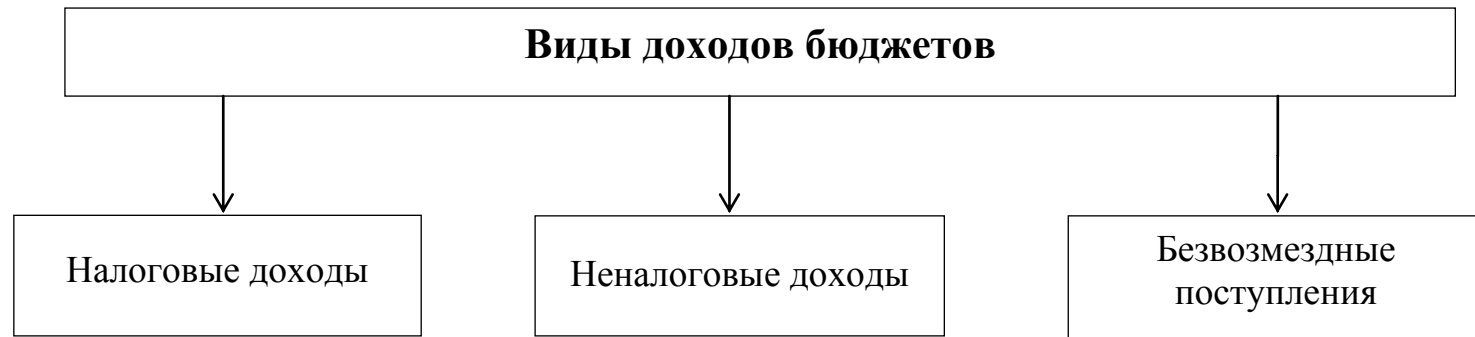 Виды доходов бюджетов
Налоговые доходы
Неналоговые доходы
Безвозмездные
поступления